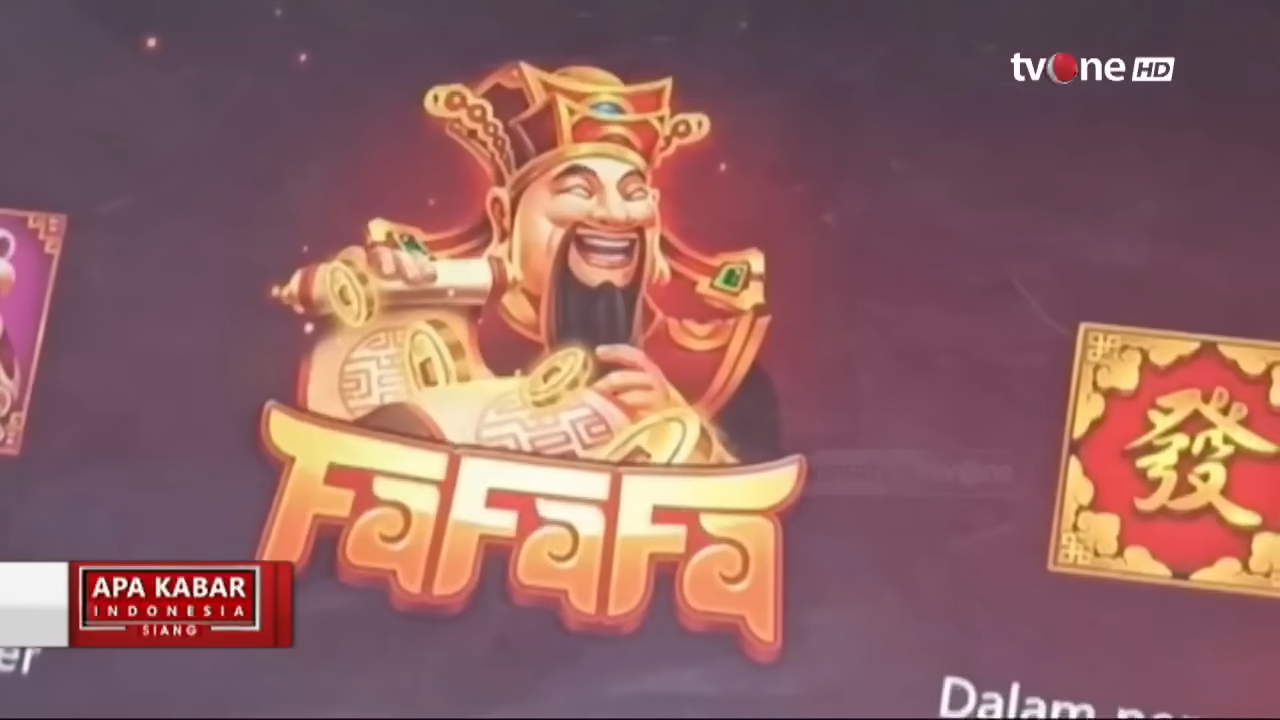 tvOne HD
FaFaFa
發
APA KABAR
INDONESIA
SIANG
Dalam